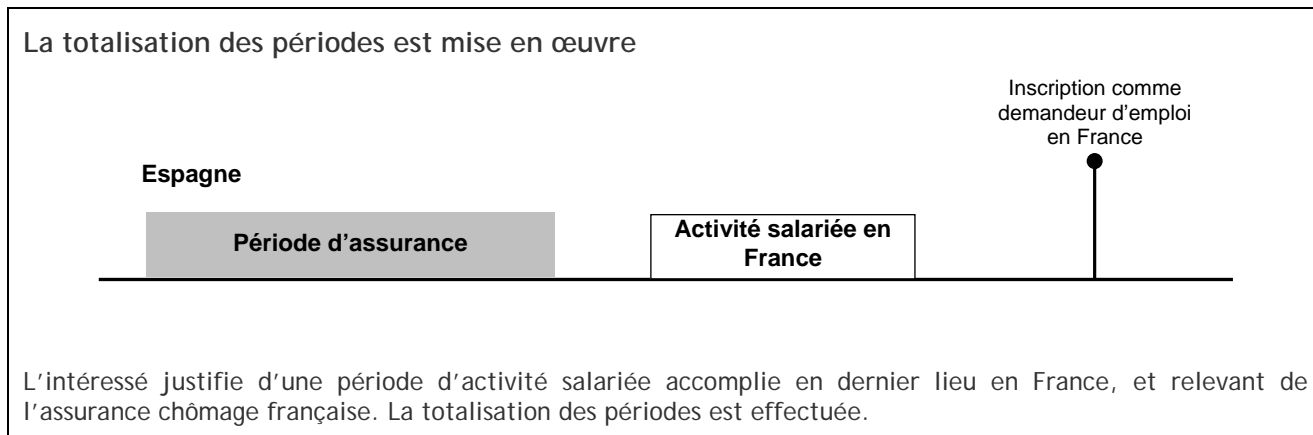 La totalisation des périodes est mise en œuvre
Inscription comme
demandeur d'emploi
en France
Espagne
Période d'assurance
Activité salariée en
France
L'intéressé justifie d'une période d'activité salariée accomplie en dernier lieu en France, et relevant de
l'assurance chômage française. La totalisation des périodes est effectuée.